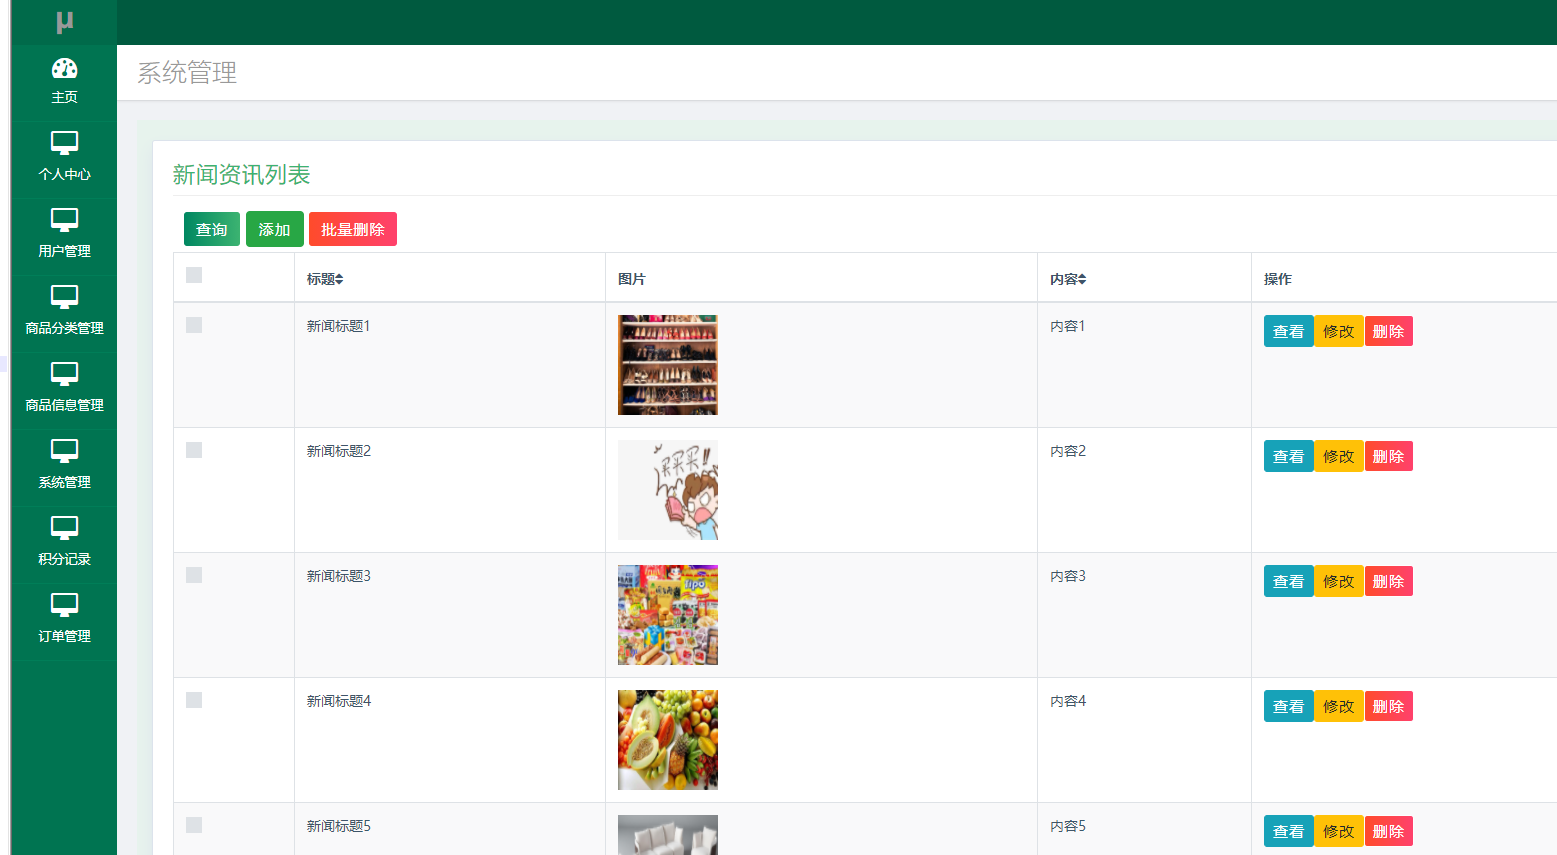 μ
主页
个人中心
用户管理
商品分类管理
商品信息管理
系统管理
积分记录
订单管理
系统管理
新闻资讯列表
查询 添加 批量删除
标题 图片 内容 操作
新闻标题1 内容1 查看 修改 删除
新闻标题2 买买买!! 内容2 查看 修改 删除
新闻标题3 lipo 内容3 查看 修改 删除
新闻标题4 内容4 查看 修改 删除
新闻标题5 内容5 查看 修改 删除